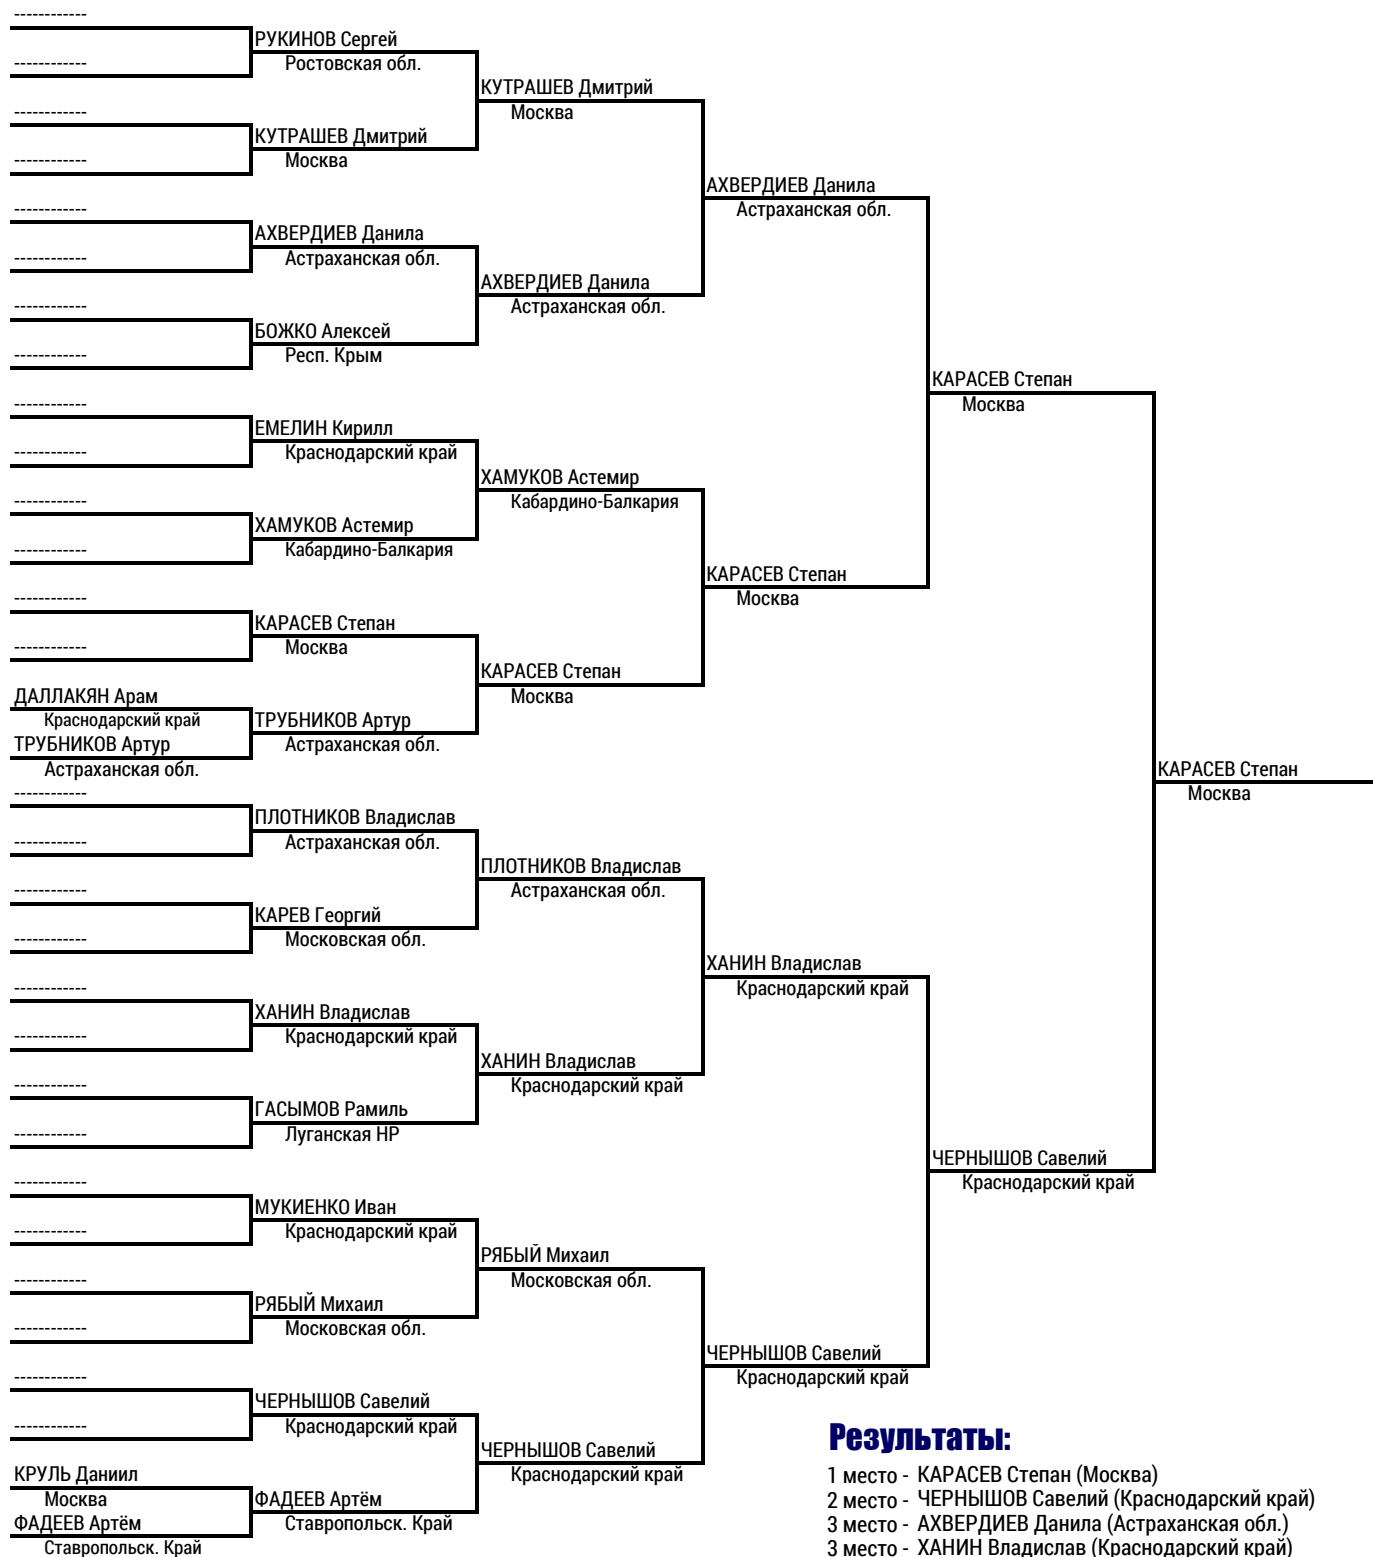 ------------
РУКИНОВ Сергей
------------
Ростовская обл.
КУТРАШЕВ Дмитрий
Москва
------------
КУТРАШЕВ Дмитрий
------------
Москва
АХВЕРДИЕВ Данила
Астраханская обл.
------------
АХВЕРДИЕВ Данила
------------
Астраханская обл.
АХВЕРДИЕВ Данила
Астраханская обл.
------------
БОЖКО Алексей
------------
Респ. Крым
КАРАСЕВ Степан
Москва
------------
ЕМЕЛИН Кирилл
------------
Краснодарский край
ХАМУКОВ Астемир
Кабардино-Балкария
------------
ХАМУКОВ Астемир
------------
Кабардино-Балкария
КАРАСЕВ Степан
Москва
------------
КАРАСЕВ Степан
------------
Москва
КАРАСЕВ Степан
Москва
ДАЛЛАКЯН Арам
Краснодарский край
ТРУБНИКОВ Артур
ТРУБНИКОВ Артур
Астраханская обл.
Астраханская обл.
КАРАСЕВ Степан
Москва
------------
ПЛОТНИКОВ Владислав
------------
Астраханская обл.
ПЛОТНИКОВ Владислав
Астраханская обл.
------------
КАРЕВ Георгий
------------
Московская обл.
ХАНИН Владислав
Краснодарский край
------------
ХАНИН Владислав
------------
Краснодарский край
ХАНИН Владислав
Краснодарский край
------------
ГАСЫМОВ Рамиль
------------
Луганская НР
ЧЕРНЫШОВ Савелий
Краснодарский край
------------
МУКИЕНКО Иван
------------
Краснодарский край
РЯБЫЙ Михаил
Московская обл.
------------
РЯБЫЙ Михаил
------------
Московская обл.
ЧЕРНЫШОВ Савелий
Краснодарский край
------------
ЧЕРНЫШОВ Савелий
------------
Краснодарский край
ЧЕРНЫШОВ Савелий
Краснодарский край
КРУЛЬ Даниил
Москва
ФАДЕЕВ Артём
ФАДЕЕВ Артём
Ставропольск. Край
Ставропольск. Край
Результаты:
1 место - КАРАСЕВ Степан (Москва)
2 место - ЧЕРНЫШОВ Савелий (Краснодарский край)
3 место - АХВЕРДИЕВ Данила (Астраханская обл.)
3 место - ХАНИН Владислав (Краснодарский край)